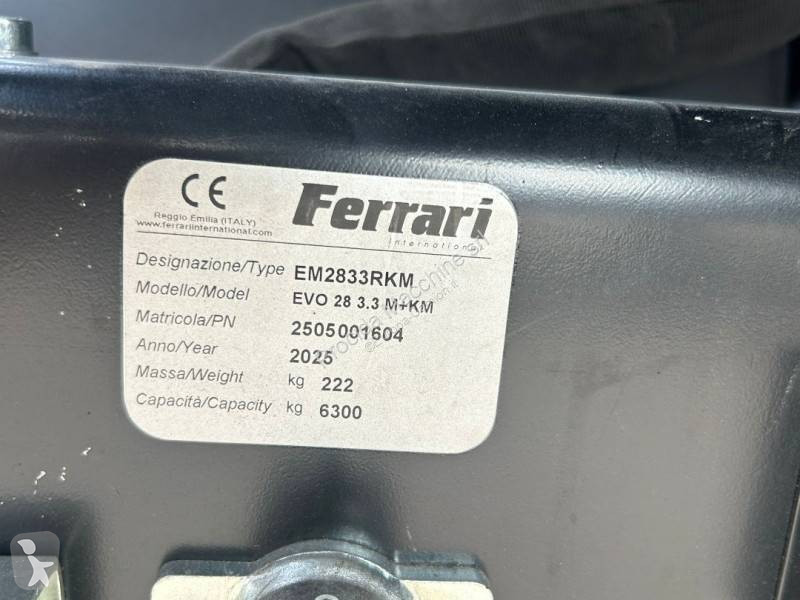 CE
Ferrari
international
Reggio Emilia (ITALY)
www.ferrariinternational.com
Designazione/Type EM2833RKM
Modello/Model EVO 28 3.3 M+KM
Matricola/PN 2505001604
Anno/Year 2025
Massa/Weight kg 222
Capacità/Capacity kg 6300